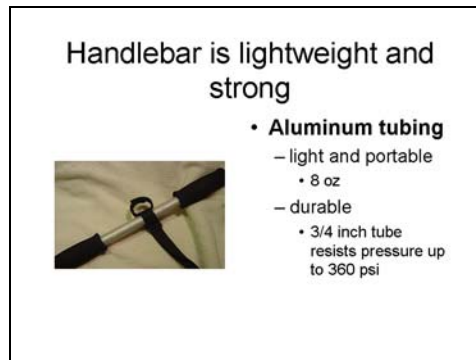 Handlebar is lightweight and
strong
• Aluminum tubing
– light and portable
• 8 oz
– durable
• 3/4 inch tube
resists pressure up
to 360 psi